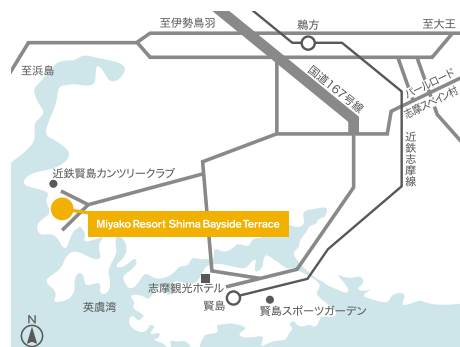 至伊勢鳥羽
鵜方
至大王
至浜島
国道167号線
パールロード
志摩スペイン村
近鉄志摩線
近鉄賢島カンツリークラブ
Miyako Resort Shima Bayside Terrace
志摩観光ホテル
賢島
賢島スポーツガーデン
英虞湾
N